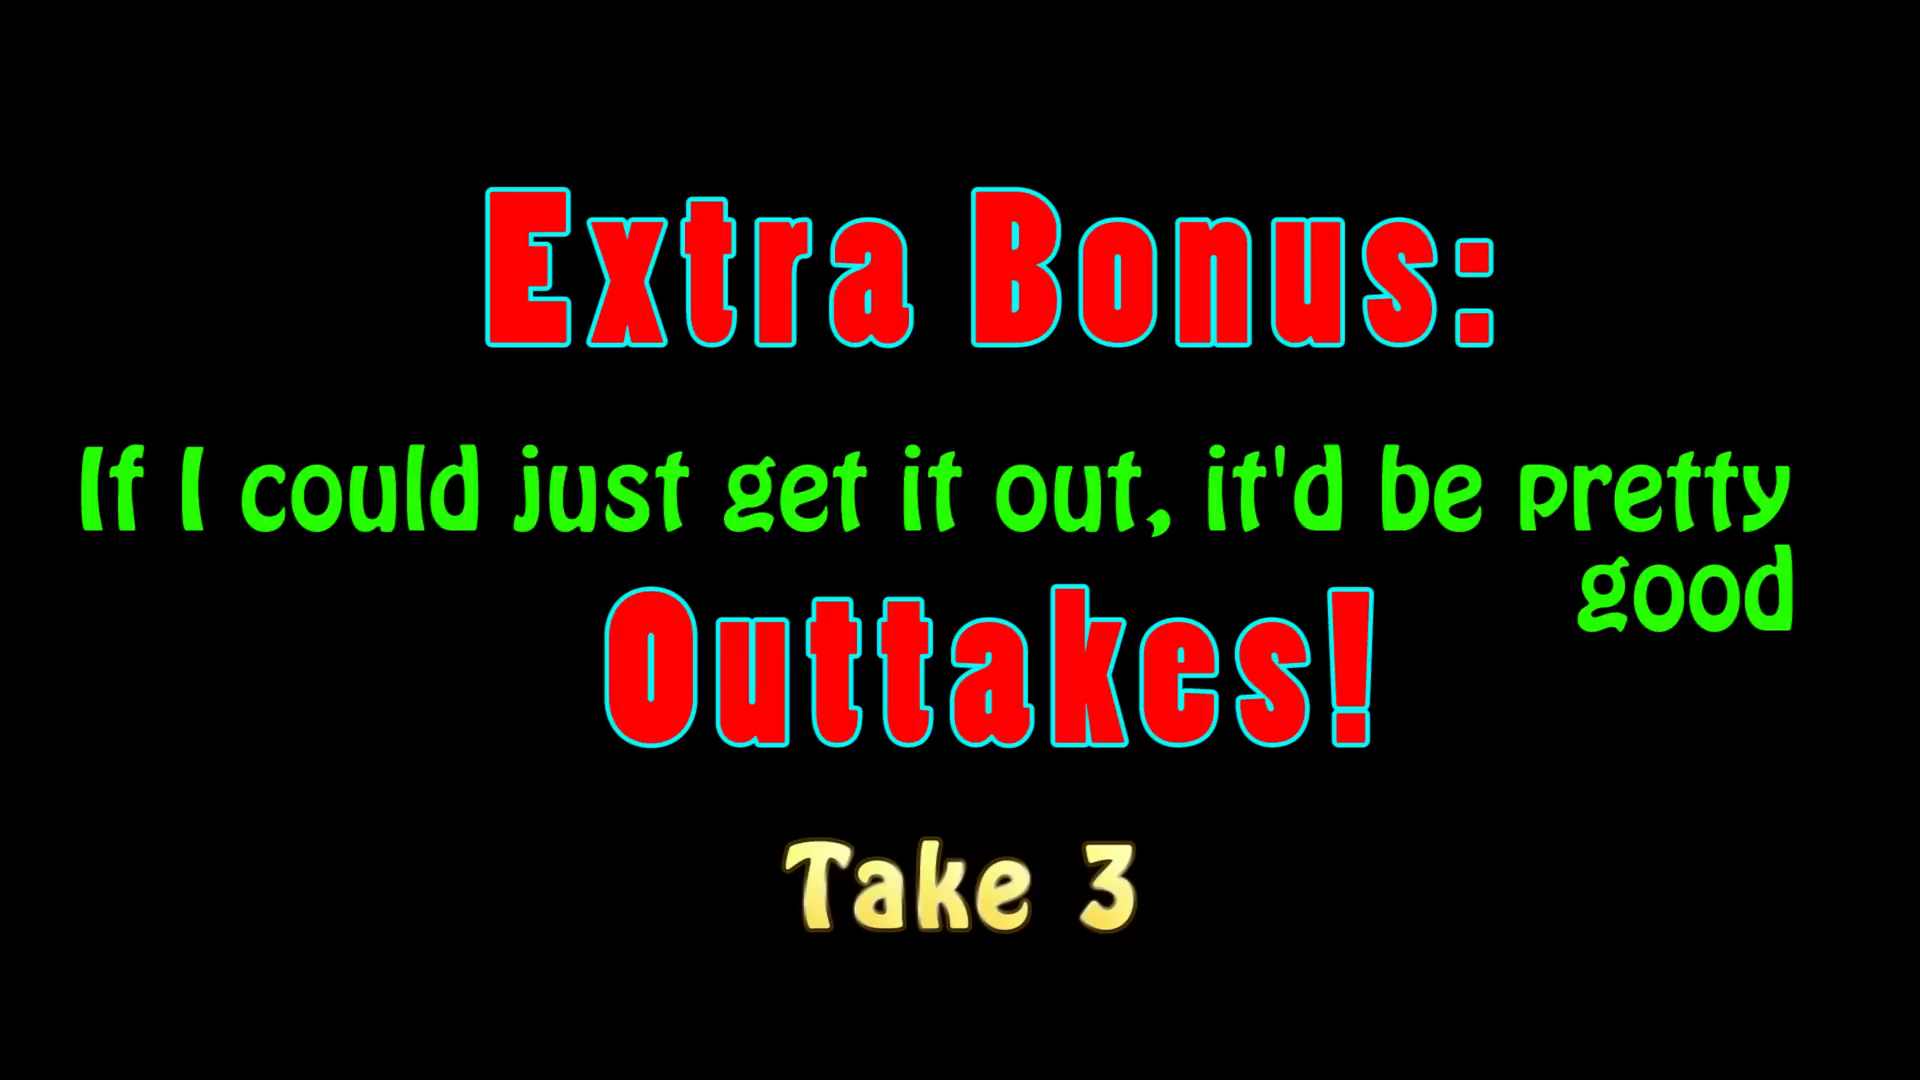 Extra Bonus:
If I could just get it out, it'd be pretty
good
Outtakes!
Take 3